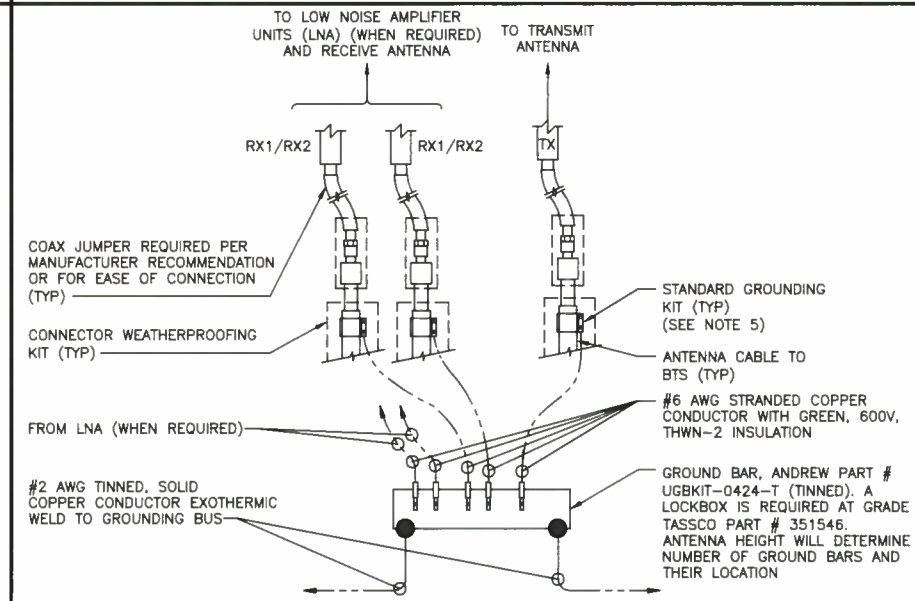 TO LOW NOISE AMPLIFIER
UNITS (LNA) (WHEN REQUIRED)
AND RECEIVE ANTENNA
TO TRANSMIT
ANTENNA
RX1/RX2
RX1/RX2
TX
COAX JUMPER REQUIRED PER
MANUFACTURER RECOMMENDATION
OR FOR EASE OF CONNECTION
(TYP)
CONNECTOR WEATHERPROOFING
KIT (TYP)
FROM LNA (WHEN REQUIRED)
#2 AWG TINNED, SOLID
COPPER CONDUCTOR EXOTHERMIC
WELD TO GROUNDING BUS
STANDARD GROUNDING
KIT (TYP)
(SEE NOTE 5)
ANTENNA CABLE TO
BTS (TYP)
#6 AWG STRANDED COPPER
CONDUCTOR WITH GREEN, 600V,
THWN-2 INSULATION
GROUND BAR, ANDREW PART #
UGBKIT-0424-T (TINNED). A
LOCKBOX IS REQUIRED AT GRADE
TASSCO PART # 351546.
ANTENNA HEIGHT WILL DETERMINE
NUMBER OF GROUND BARS AND
THEIR LOCATION